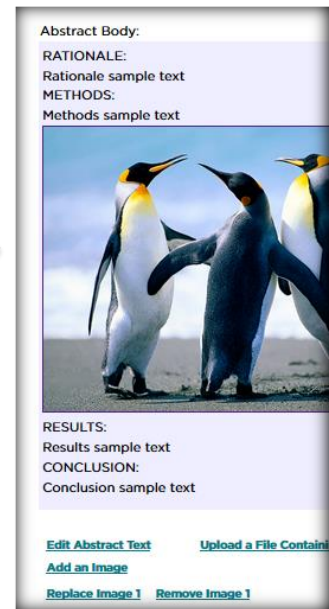 Abstract Body:
RATIONALE:
Rationale sample text
METHODS:
Methods sample text
RESULTS:
Results sample text
CONCLUSION:
Conclusion sample text
Edit Abstract Text Upload a File
Add an Image
Replace Image 1 Remove Image 1